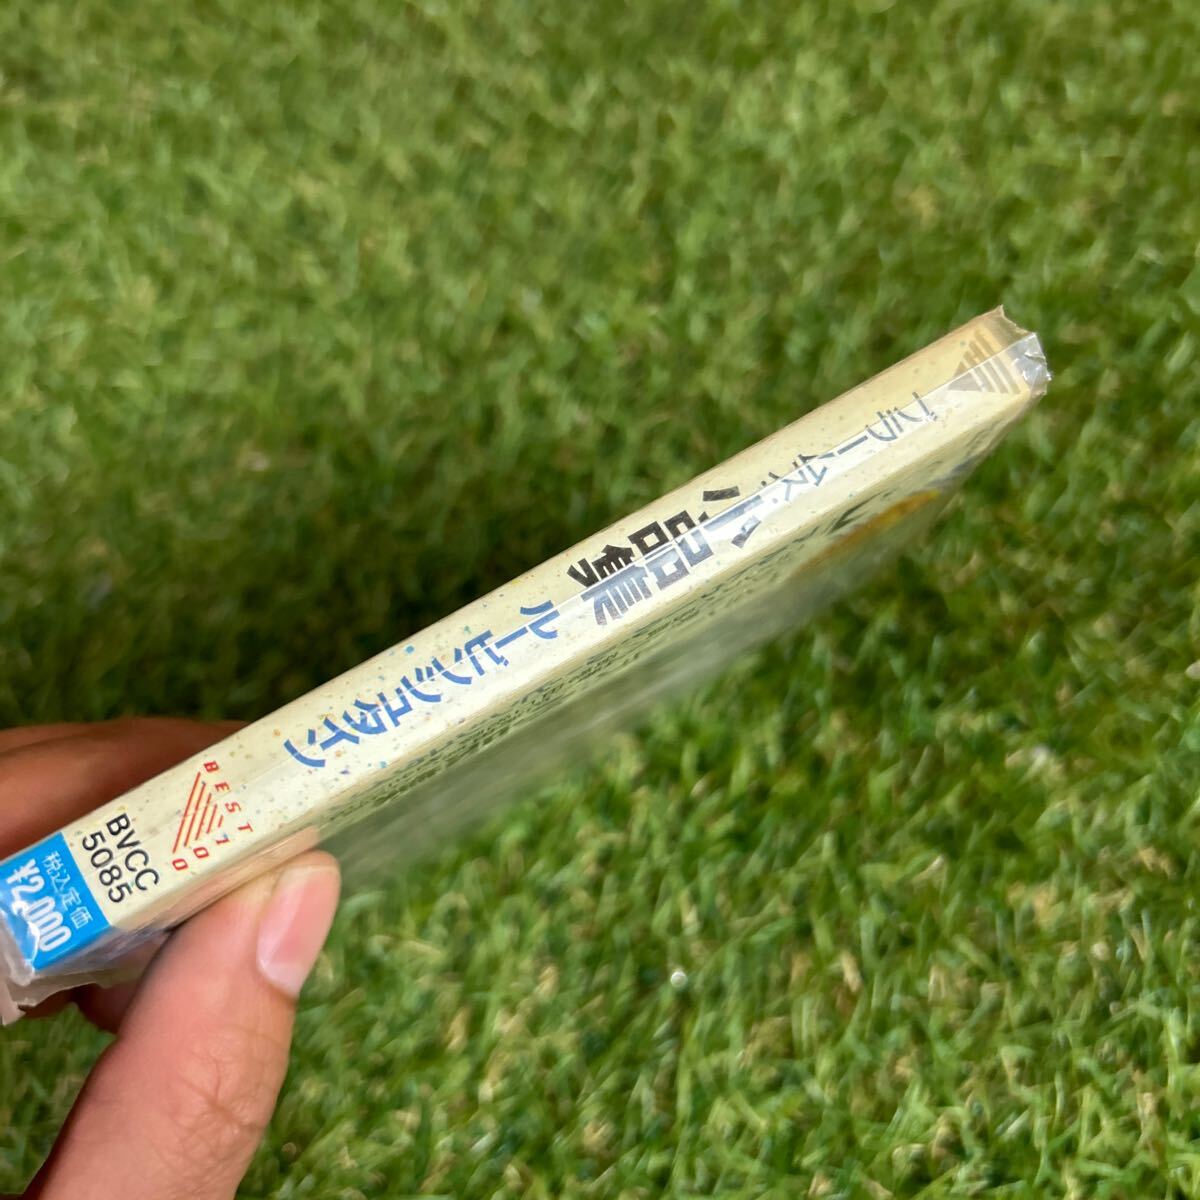 ブラームス:ピアノ
小品集
ルービンシュタイン
BEST
100
BVCC
5085
税込定価
¥2,000